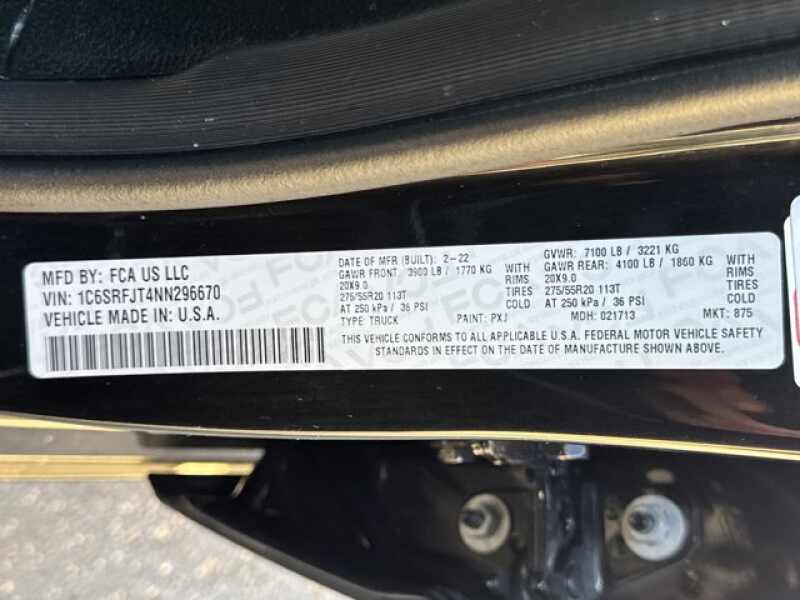 MFD BY: FCA US LLC
VIN: 1C6SRFJT4NN296670
VEHICLE MADE IN: U.S.A.
DATE OF MFR (BUILT): 2-22 GVWR: 7100 LB / 3221 KG
GAWR FRONT: 3900 LB / 1770 KG WITH GAWR REAR: 4100 LB / 1860 KG WITH
20X9.0 RIMS 20X9.0 RIMS
275/55R20 113T TIRES 275/55R20 113T TIRES
AT 250 kPa / 36 PSI AT 250 kPa / 36 PSI
TYPE: TRUCK PAINT: PXJ MDH: 021713 MKT: 875
THIS VEHICLE CONFORMS TO ALL APPLICABLE U.S.A. FEDERAL MOTOR VEHICLE SAFETY
STANDARDS IN EFFECT ON THE DATE OF MANUFACTURE SHOWN ABOVE.